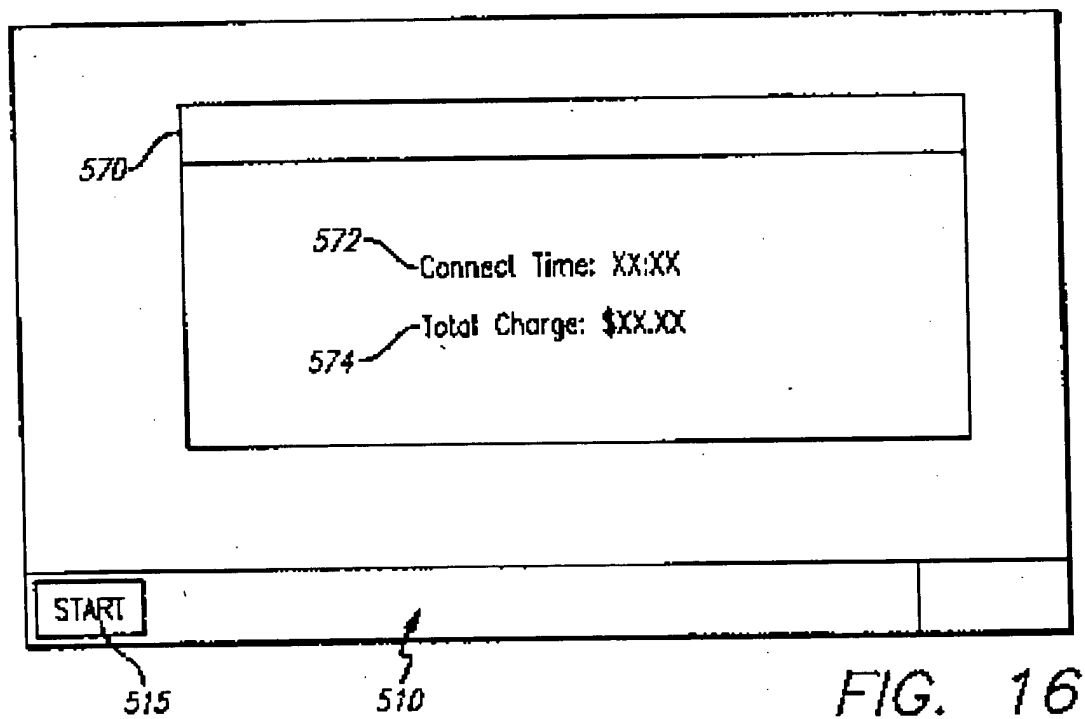 570
572
Connect Time: XX:XX
Total Charge: $XX.XX
574
START
515
510
FIG. 16